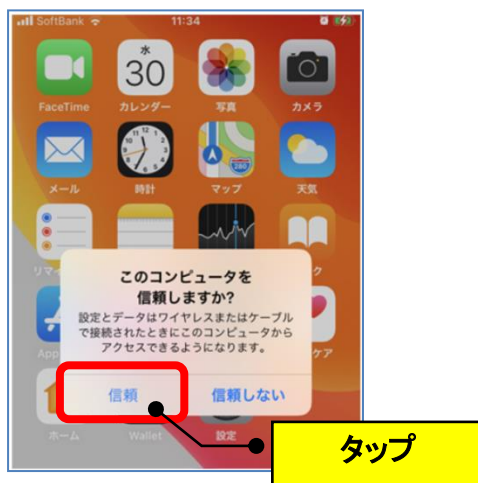 SoftBank 11:34
水
30
FaceTime カレンダー 写真 カメラ
280
メール 時計 マップ 天気
このコンピュータを
信頼しますか?
設定とデータはワイヤレスまたはケーブル
で接続されたときにこのコンピュータから
アクセスできるようになります。
信頼 信頼しない
ホーム Wallet 設定
タップ